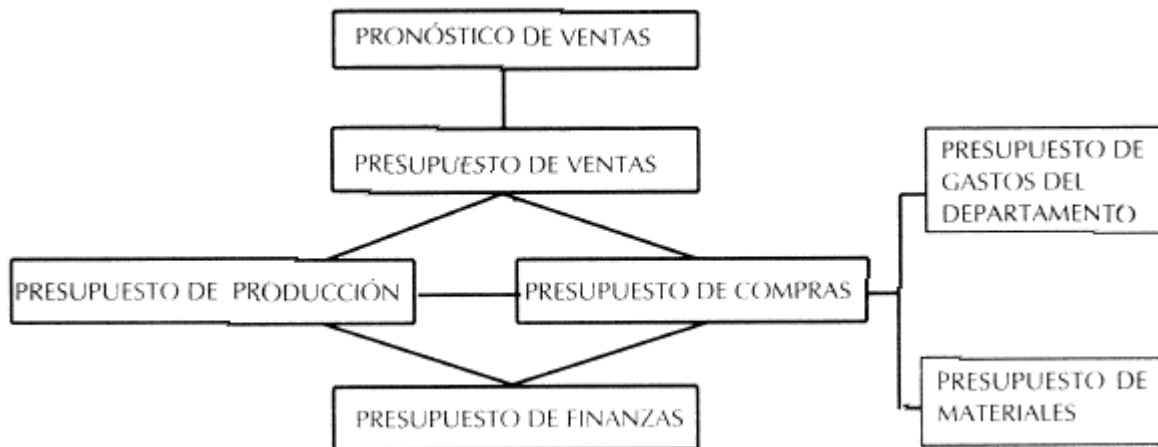 PRONÓSTICO DE VENTAS
PRESUPUESTO DE VENTAS
PRESUPUESTO DE
GASTOS DEL
DEPARTAMENTO
PRESUPUESTO DE PRODUCCIÓN
PRESUPUESTO DE COMPRAS
PRESUPUESTO DE
MATERIALES
PRESUPUESTO DE FINANZAS